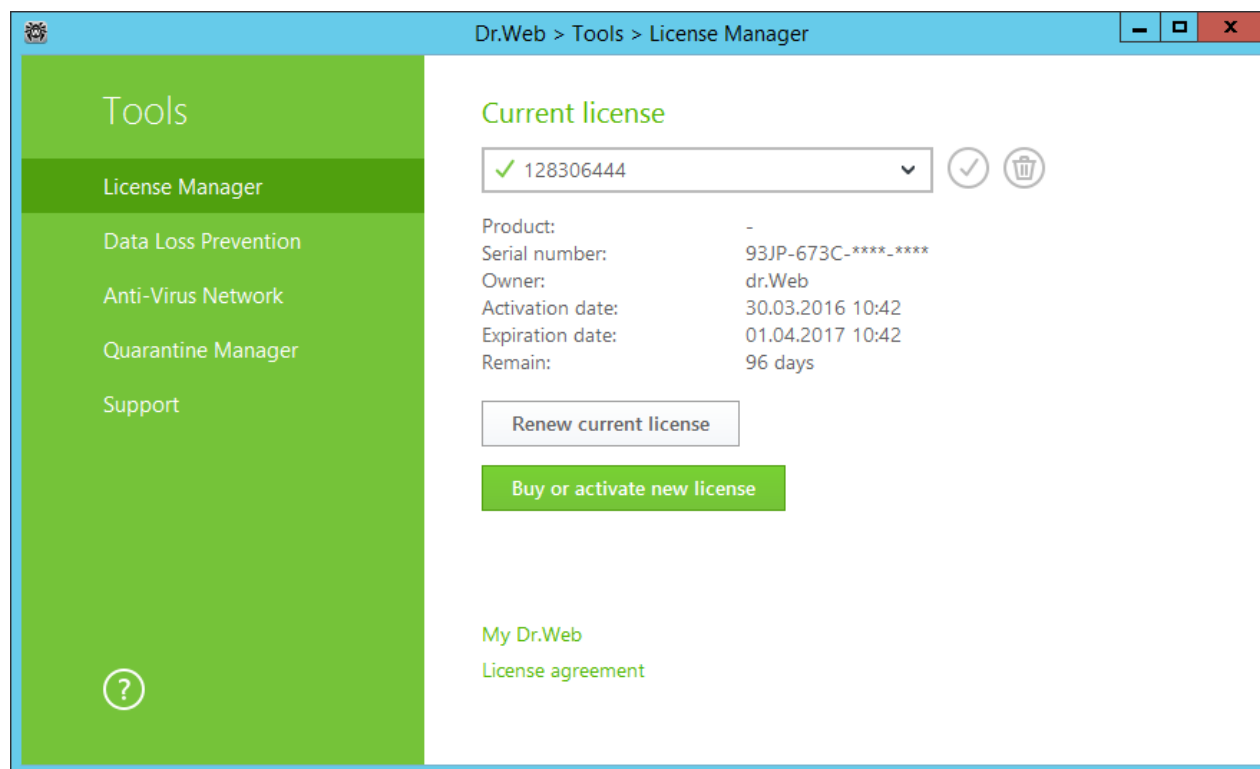 Dr.Web > Tools > License Manager
Tools
License Manager
Data Loss Prevention
Anti-Virus Network
Quarantine Manager
Support
?
Current license
128306444
Product: -
Serial number: 93JP-673C-****-****
Owner: dr.Web
Activation date: 30.03.2016 10:42
Expiration date: 01.04.2017 10:42
Remain: 96 days
Renew current license
Buy or activate new license
My Dr.Web
License agreement